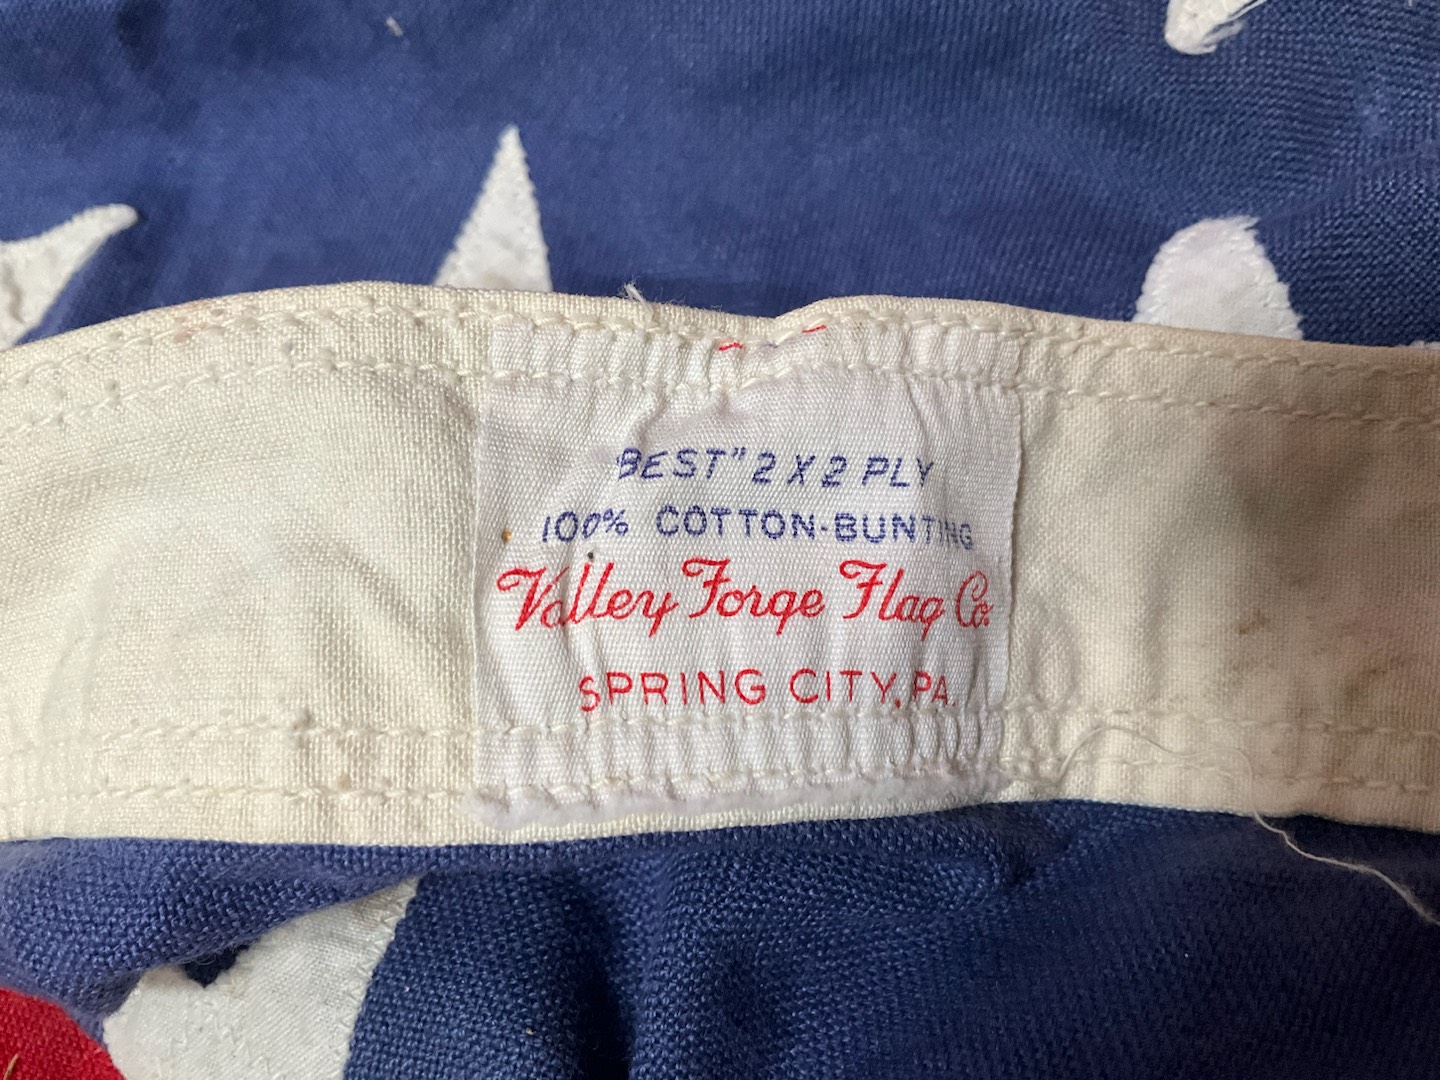 "BEST" 2 X 2 PLY
100% COTTON-BUNTING
Valley Forge Flag Co.
SPRING CITY, PA.